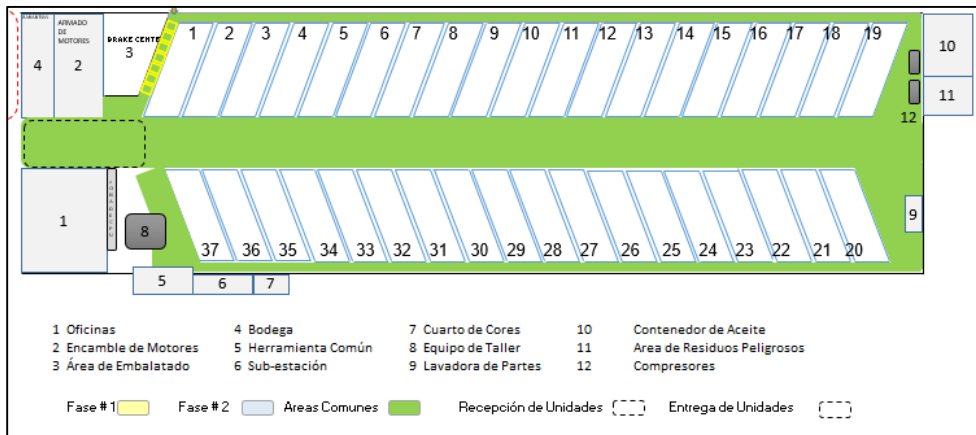 ARMADO
DE
MOTORES
BRAKE CENTE
4
2
3
1 2 3 4 5 6 7 8 9 10 11 12 13 14 15 16 17 18 19
10
11
12
1
8
9
37 36 35 34 33 32 31 30 29 28 27 26 25 24 23 22 21 20
5
6
7
1 Oficinas
2 Encamble de Motores
3 Área de Embalatado
4 Bodega
5 Herramienta Común
6 Sub-estación
7 Cuarto de Cores
8 Equipo de Taller
9 Lavadora de Partes
10 Contenedor de Aceite
11 Area de Residuos Peligrosos
12 Compresores
Fase #1 Fase #2 Areas Comunes Recepción de Unidades Entrega de Unidades